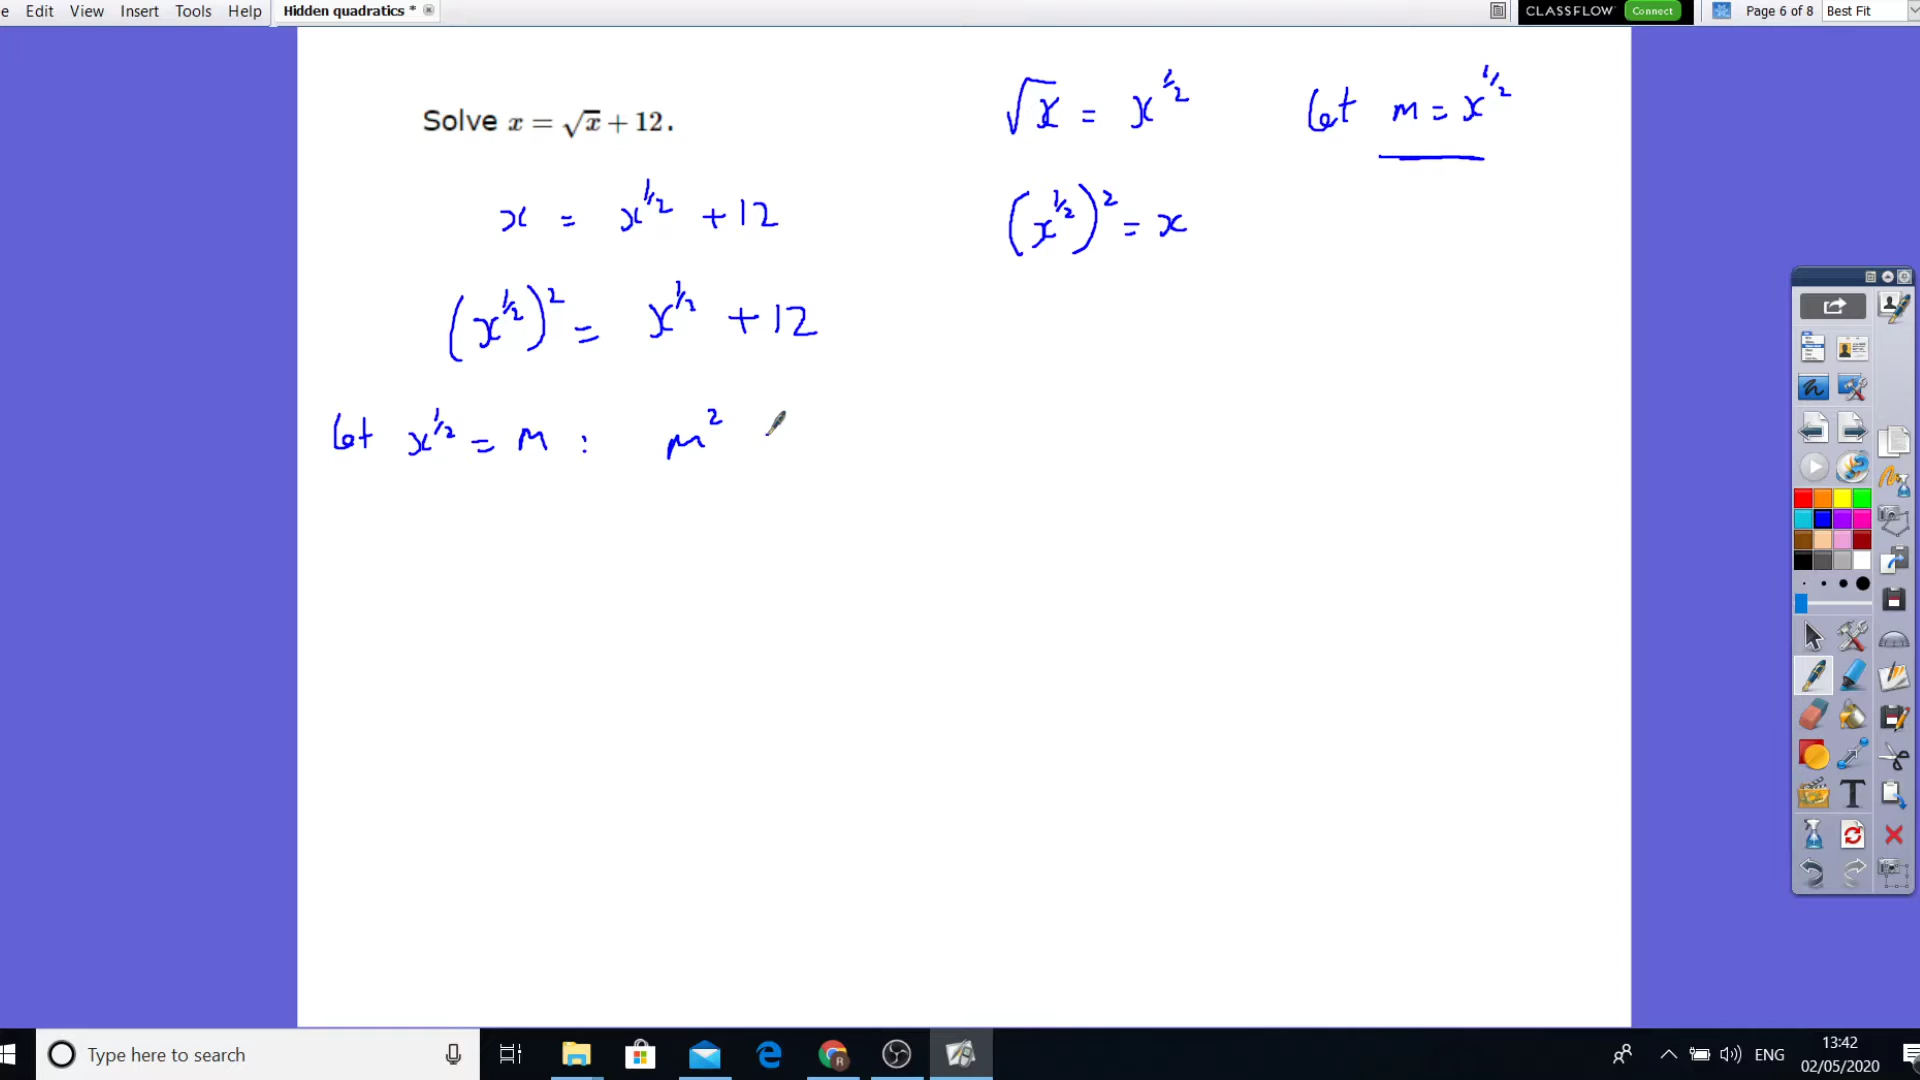 e Edit View Insert Tools Help Hidden quadratics * CLASSFLOW Connect Page 6 of 8 Best Fit
Solve x = √x + 12.
√x = x^1/2
let m = x^1/2
x = x^1/2 + 12
(x^1/2)^2 = x
(x^1/2)^2 = x^1/2 + 12
let x^1/2 = m : m^2
T
Type here to search
R
ENG
13:42
02/05/2020